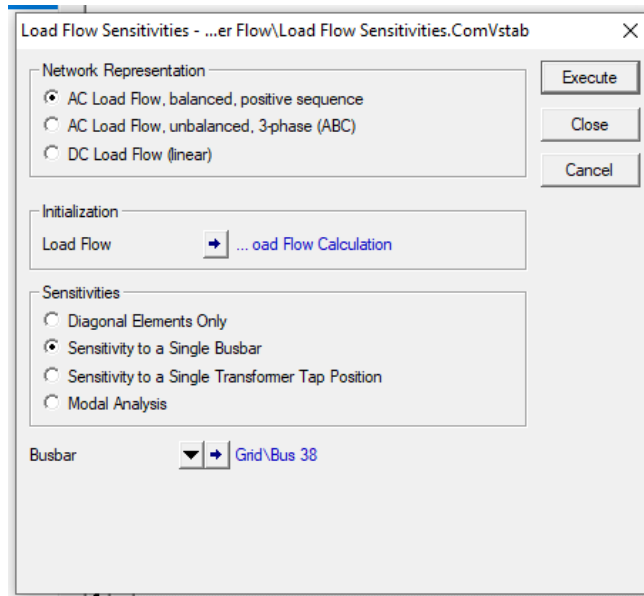 Load Flow Sensitivities - ...er Flow\Load Flow Sensitivities.ComVstab
Network Representation
AC Load Flow, balanced, positive sequence
AC Load Flow, unbalanced, 3-phase (ABC)
DC Load Flow (linear)
Execute
Close
Cancel
Initialization
Load Flow ... oad Flow Calculation
Sensitivities
Diagonal Elements Only
Sensitivity to a Single Busbar
Sensitivity to a Single Transformer Tap Position
Modal Analysis
Busbar Grid\Bus 38